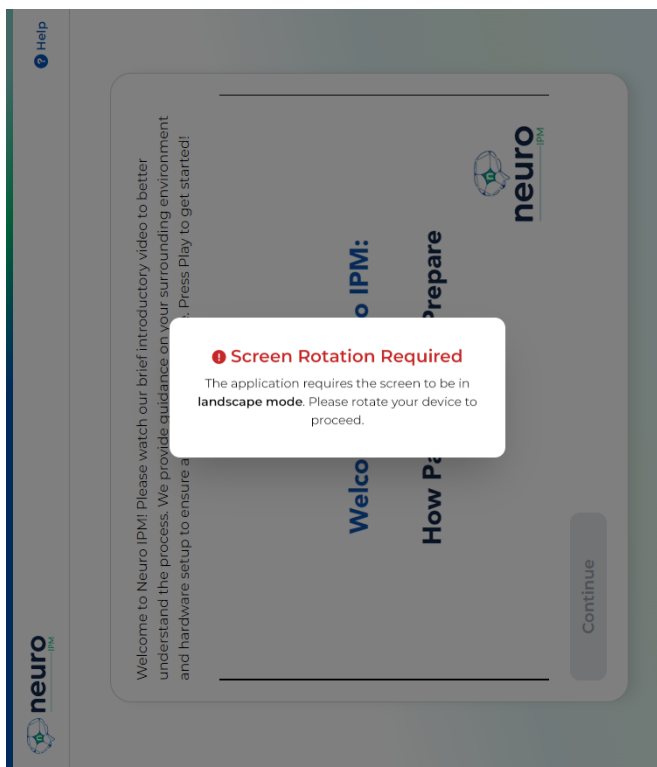 Help
neuro
IPM
Welcome to Neuro IPM! Please watch our brief introductory video to better
understand the process. We provide guidance on your surrounding environment
and hardware setup to ensure a
. Press Play to get started!
Welco
o IPM:
How Pa
Prepare
neuro
IPM
Continue
Screen Rotation Required
The application requires the screen to be in
landscape mode. Please rotate your device to
proceed.